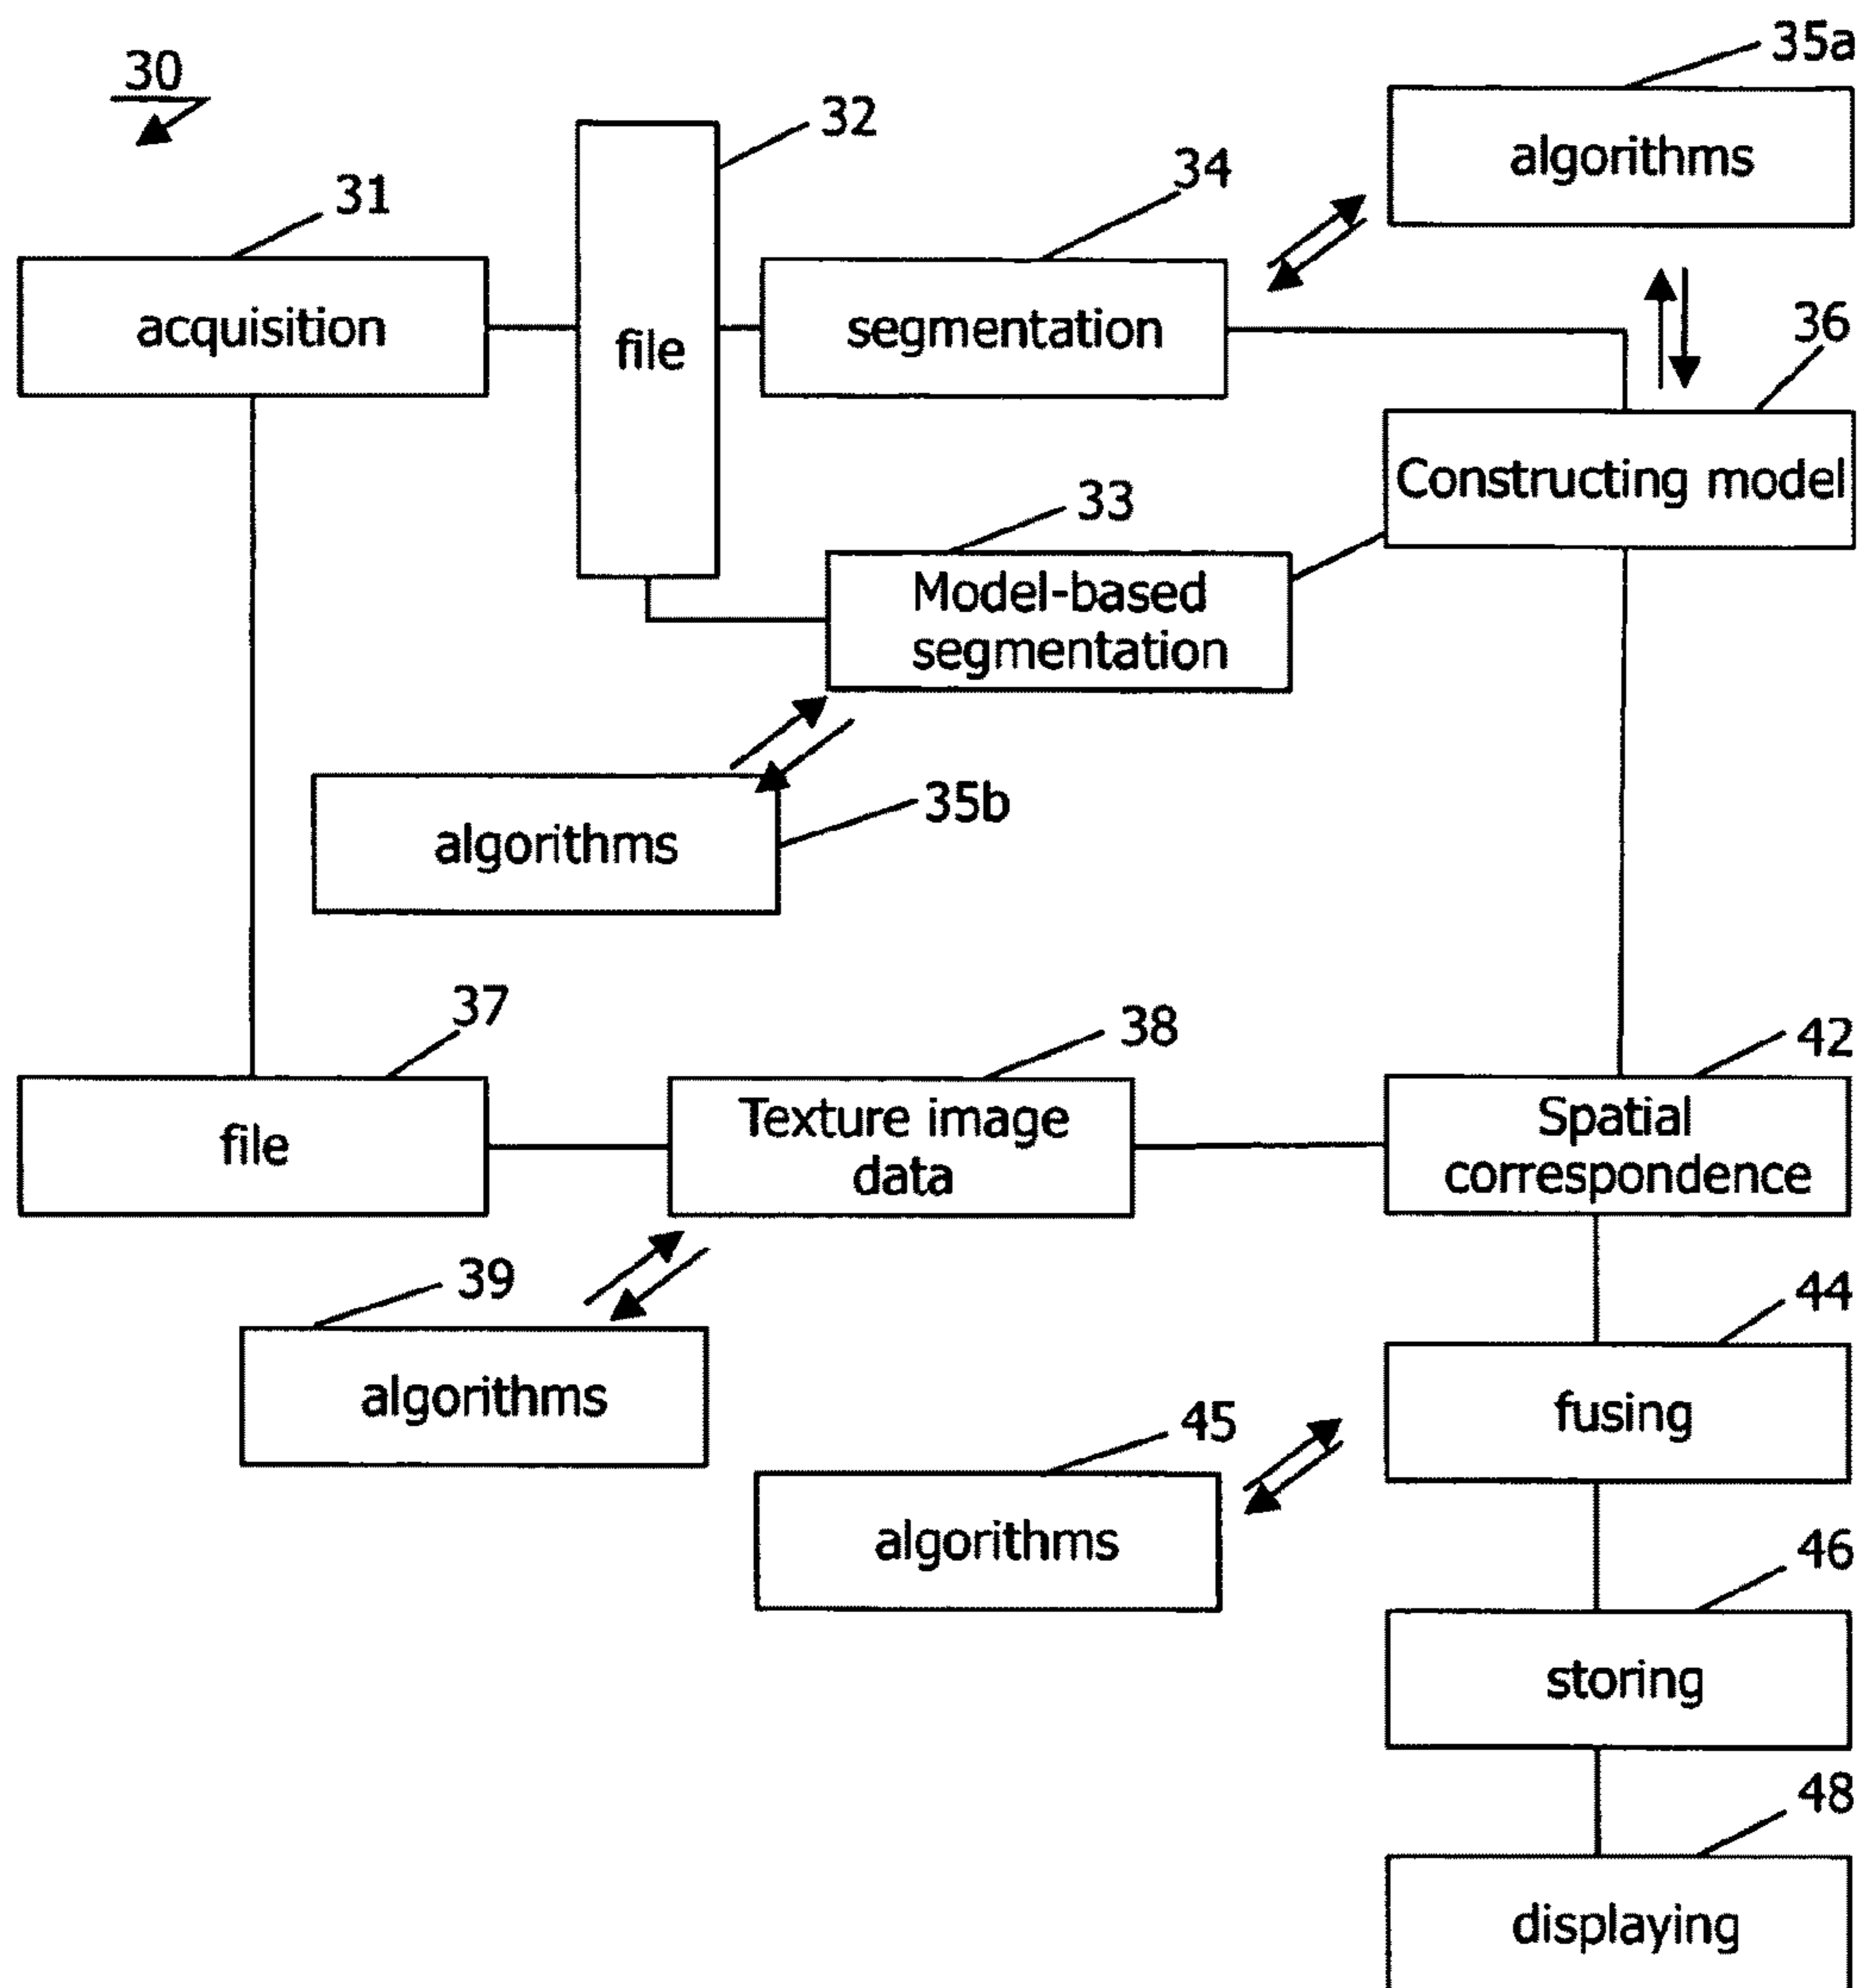 30
35a
32
algorithms
34
31
acquisition
file
segmentation
36
Constructing model
33
Model-based
segmentation
35b
algorithms
37
38
42
file
Texture image
data
Spatial
correspondence
39
44
algorithms
fusing
45
algorithms
46
storing
48
displaying